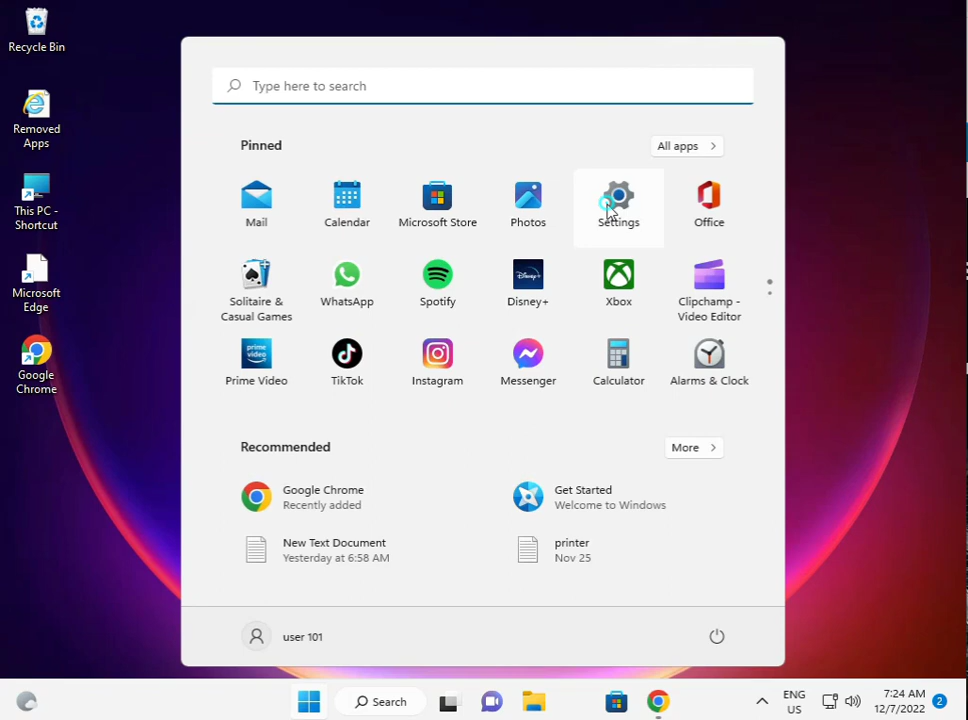 Recycle Bin
Removed
Apps
This PC -
Shortcut
Microsoft
Edge
Google
Chrome
Type here to search
Pinned
All apps
Mail
Calendar
Microsoft Store
Photos
Settings
Office
Solitaire &
Casual Games
WhatsApp
Spotify
Disney+
Xbox
Clipchamp -
Video Editor
Prime Video
TikTok
Instagram
Messenger
Calculator
Alarms & Clock
Recommended
More
Google Chrome
Recently added
Get Started
Welcome to Windows
New Text Document
Yesterday at 6:58 AM
printer
Nov 25
user 101
Search
ENG
US
7:24 AM
12/7/2022
2